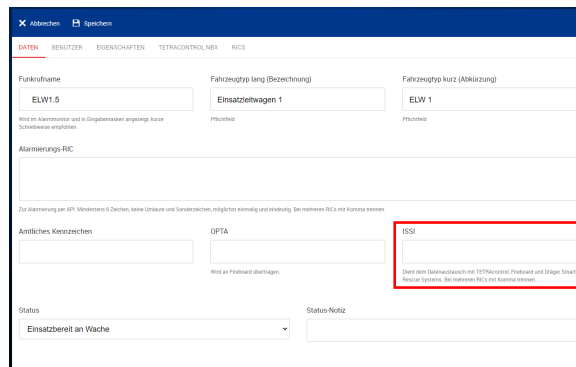 Abbrechen Speichern
DATEN BENUTZER EIGENSCHAFTEN TETRACONTROL NBX RICS
Funkrufname Fahrzeugtyp lang (Bezeichnung) Fahrzeugtyp kurz (Abkürzung)
ELW1.5 Einsatzleitwagen 1 ELW 1
Wird im Alarmmonitor und in Eingabemasken angezeigt, kurze Pflichtfeld Pflichtfeld
Schreibweise empfohlen.
Alarmierungs-RIC
Zur Alarmierung per API: Mindestens 6 Zeichen, keine Umlaute und Sonderzeichen, möglichst einmalig und eindeutig. Bei mehreren RICs mit Komma trennen.
Amtliches Kennzeichen OPTA ISSI
Wird an Fireboard übertragen. Dient dem Datenaustausch mit TETRAcontrol, Fireboard und Dräger Smart
Rescue Systems. Bei mehreren RICs mit Komma trennen.
Status Status-Notiz
Einsatzbereit an Wache